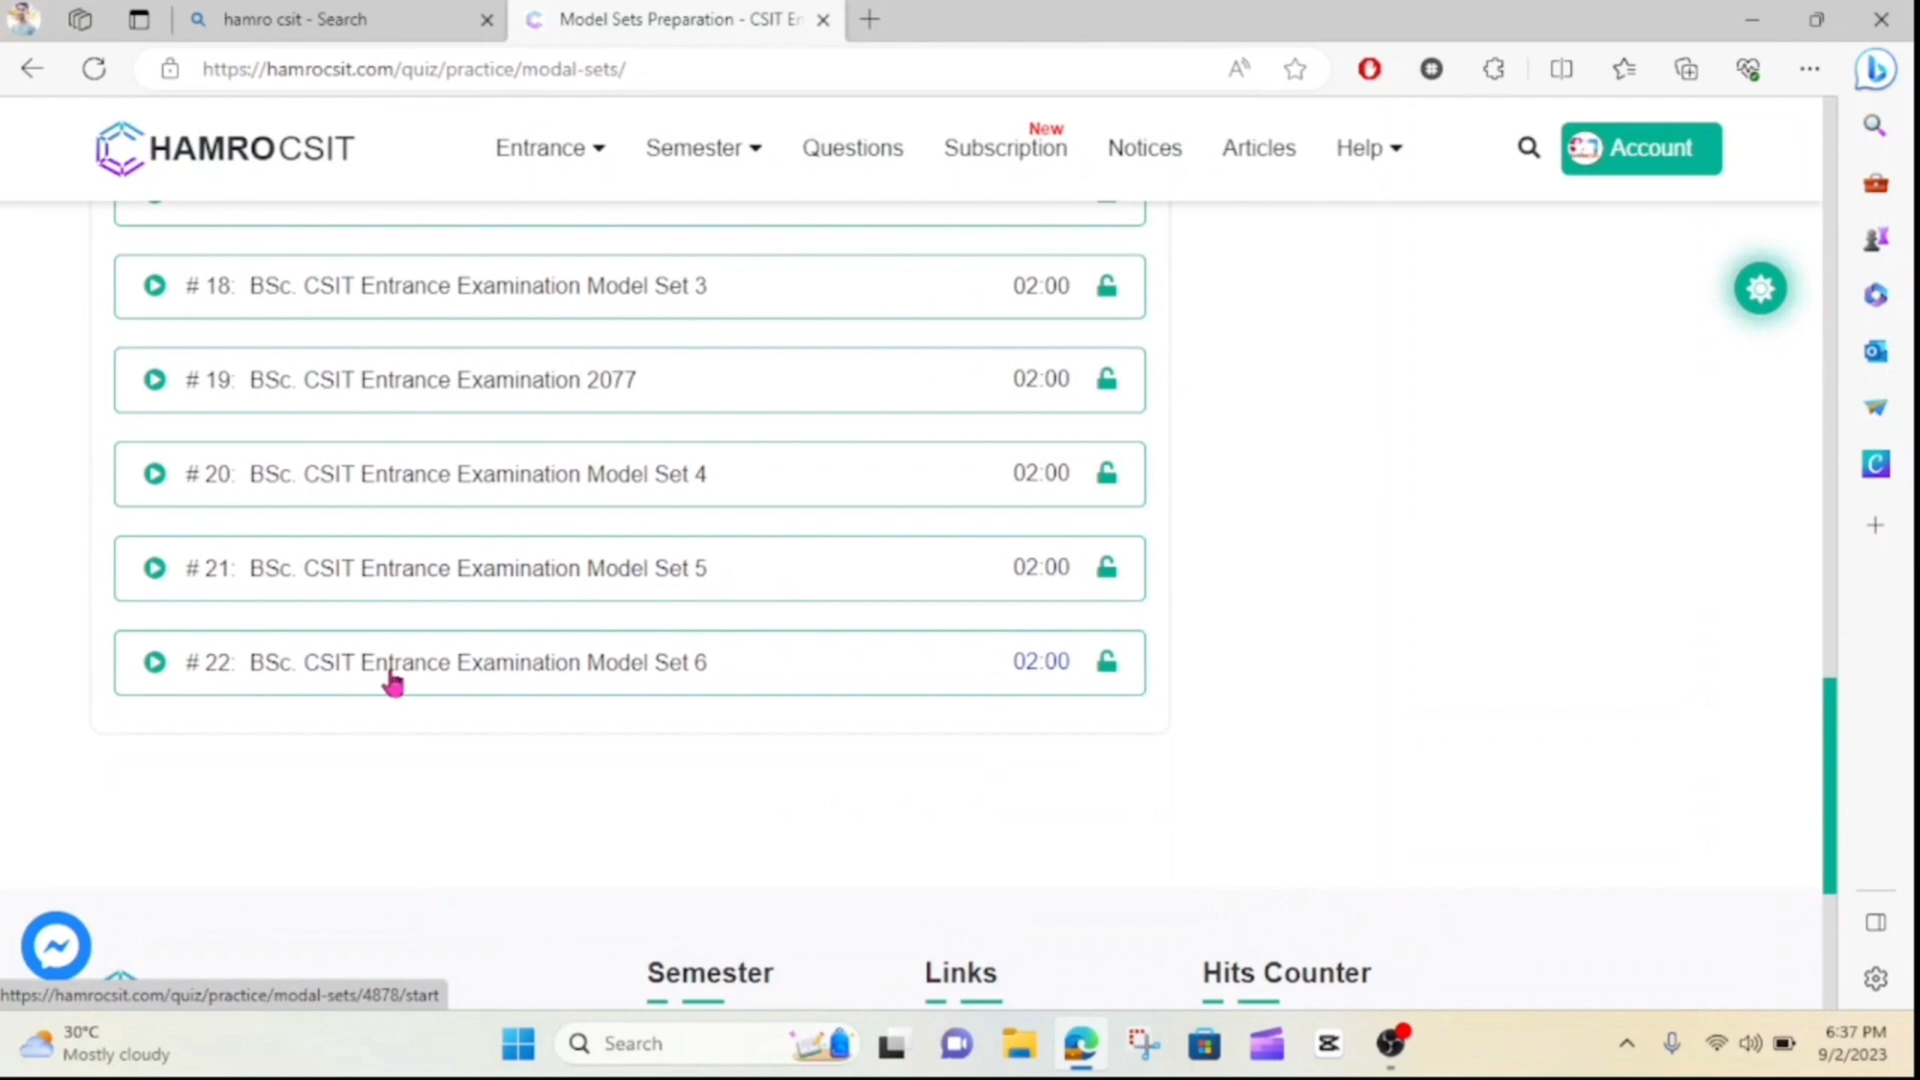 hamro csit - Search
Model Sets Preparation - CSIT En
https://hamrocsit.com/quiz/practice/modal-sets/
HAMROCSIT
Entrance
Semester
Questions
Subscription
New
Notices
Articles
Help
Account
# 18: BSc. CSIT Entrance Examination Model Set 3 02:00
# 19: BSc. CSIT Entrance Examination 2077 02:00
# 20: BSc. CSIT Entrance Examination Model Set 4 02:00
# 21: BSc. CSIT Entrance Examination Model Set 5 02:00
# 22: BSc. CSIT Entrance Examination Model Set 6 02:00
Semester
Links
Hits Counter
https://hamrocsit.com/quiz/practice/modal-sets/4878/start
30°C
Mostly cloudy
Search
6:37 PM
9/2/2023